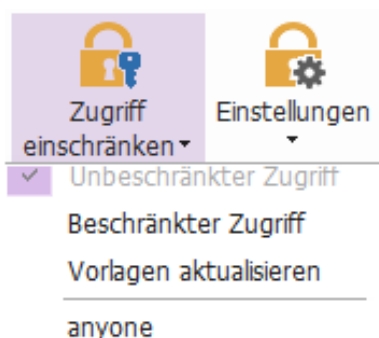 Zugriff
einschränken
Einstellungen
Unbeschränkter Zugriff
Beschränkter Zugriff
Vorlagen aktualisieren
anyone